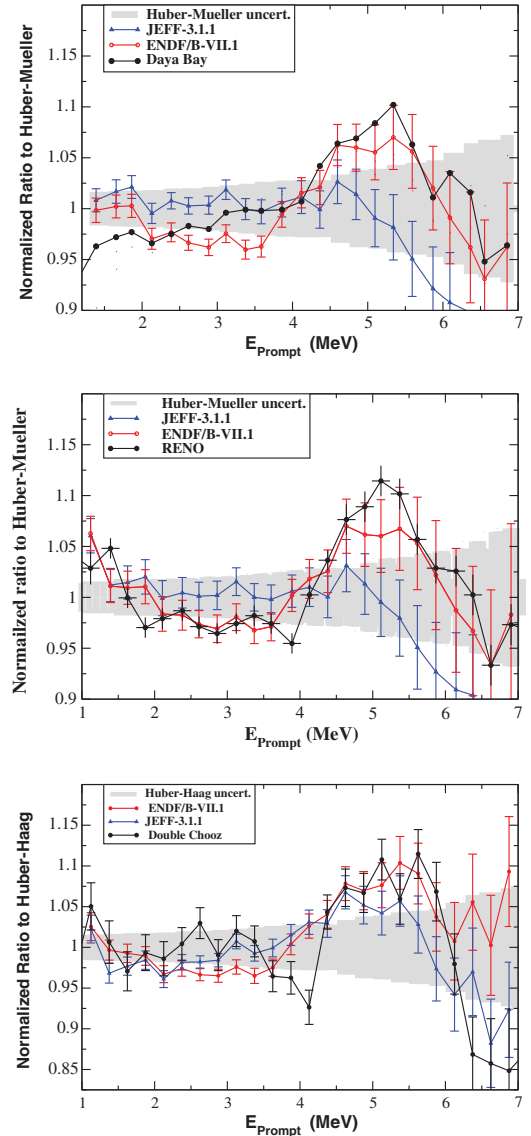 Huber-Mueller uncert.
JEFF-3.1.1
ENDF/B-VII.1
Daya Bay
Normalized Ratio to Huber-Mueller
1.15
1.1
1.05
1
0.95
0.9
2 3 4 5 6 7
E_Prompt (MeV)
Huber-Mueller uncert.
JEFF-3.1.1
ENDF/B-VII.1
RENO
Normailzed ratio to Huber-Mueller
1.15
1.1
1.05
1
0.95
0.9
1 2 3 4 5 6 7
E_Prompt (MeV)
Huber-Haag uncert.
ENDF/B-VII.1
JEFF-3.1.1
Double Chooz
Normalized Ratio to Huber-Haag
1.15
1.1
1.05
1
0.95
0.9
0.85
1 2 3 4 5 6 7
E_Prompt (MeV)